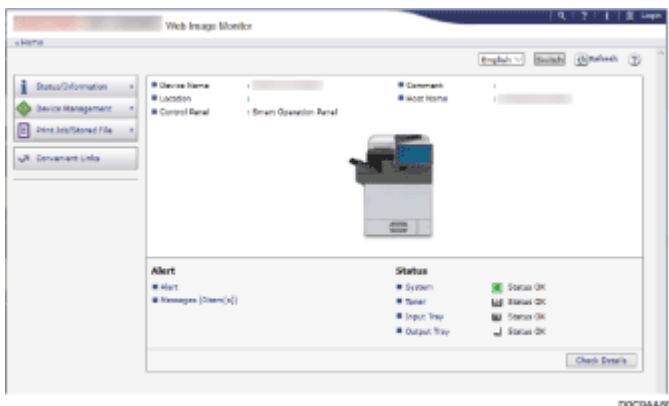 Web Image Monitor
Login
Home
English Switch Refresh
Status/Information
Device Management
Print Job/Stored File
Convenient Links
Device Name :
Location :
Control Panel : Smart Operation Panel
Comment :
Host Name :
Alert
Alert
Messages (0item(s))
Status
System Status OK
Toner Status OK
Input Tray Status OK
Output Tray Status OK
Check Details